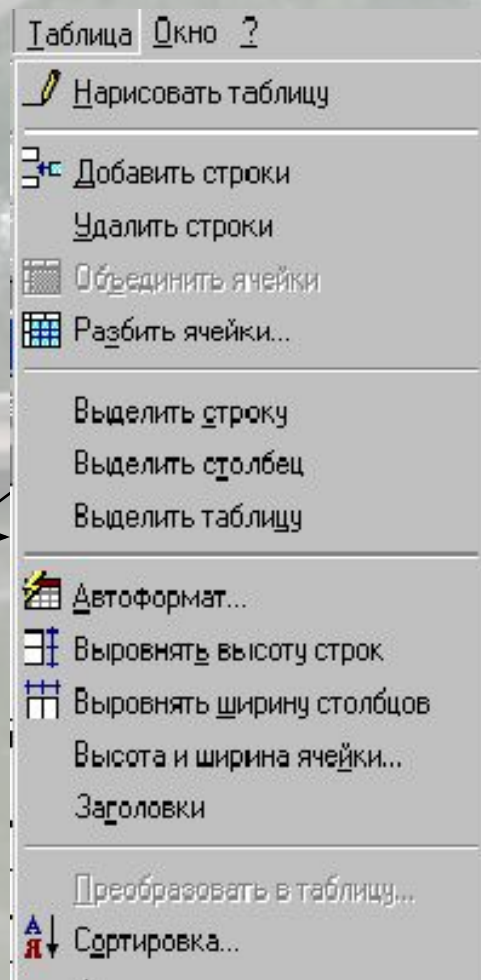 Таблица Окно ?
Нарисовать таблицу
Добавить строки
Удалить строки
Объединить ячейки
Разбить ячейки...
Выделить строку
Выделить столбец
Выделить таблицу
Автоформат...
Выровнять высоту строк
Выровнять ширину столбцов
Высота и ширина ячейки...
Заголовки
Преобразовать в таблицу...
Сортировка...